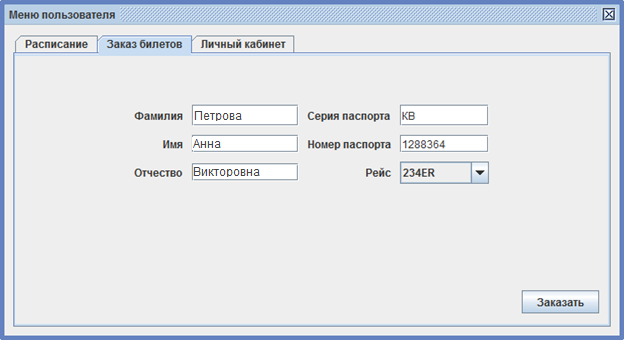 Меню пользователя
Расписание Заказ билетов Личный кабинет
Фамилия Петрова Серия паспорта КВ
Имя Анна Номер паспорта 1288364
Отчество Викторовна Рейс 234ER
Заказать